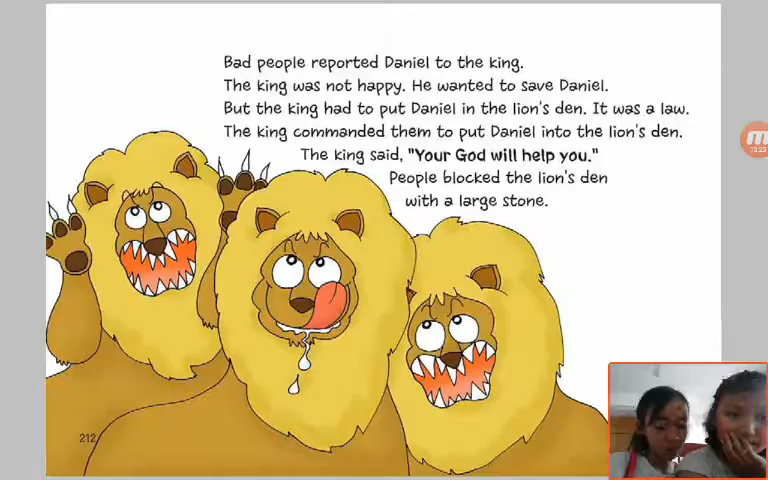 Bad people reported Daniel to the king.
The king was not happy. He wanted to save Daniel.
But the king had to put Daniel in the lion's den. It was a law.
The king commanded them to put Daniel into the lion's den.
The king said, "Your God will help you."
People blocked the lion's den
with a large stone.
212